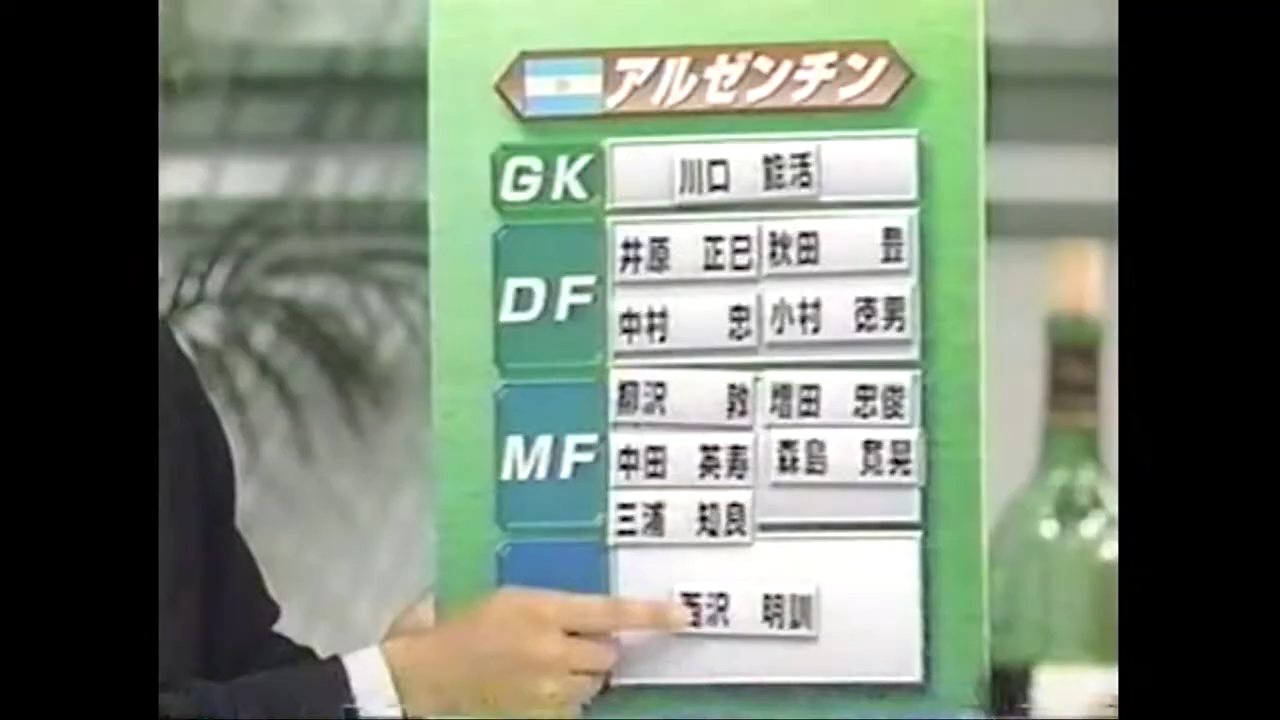 アルゼンチン
GK
川口 能活
DF
井原 正巳 秋田 豊
中村 忠 小村 徳男
MF
柳沢 敦 増田 忠俊
中田 英寿 森島 寛晃
三浦 知良
西沢 明訓